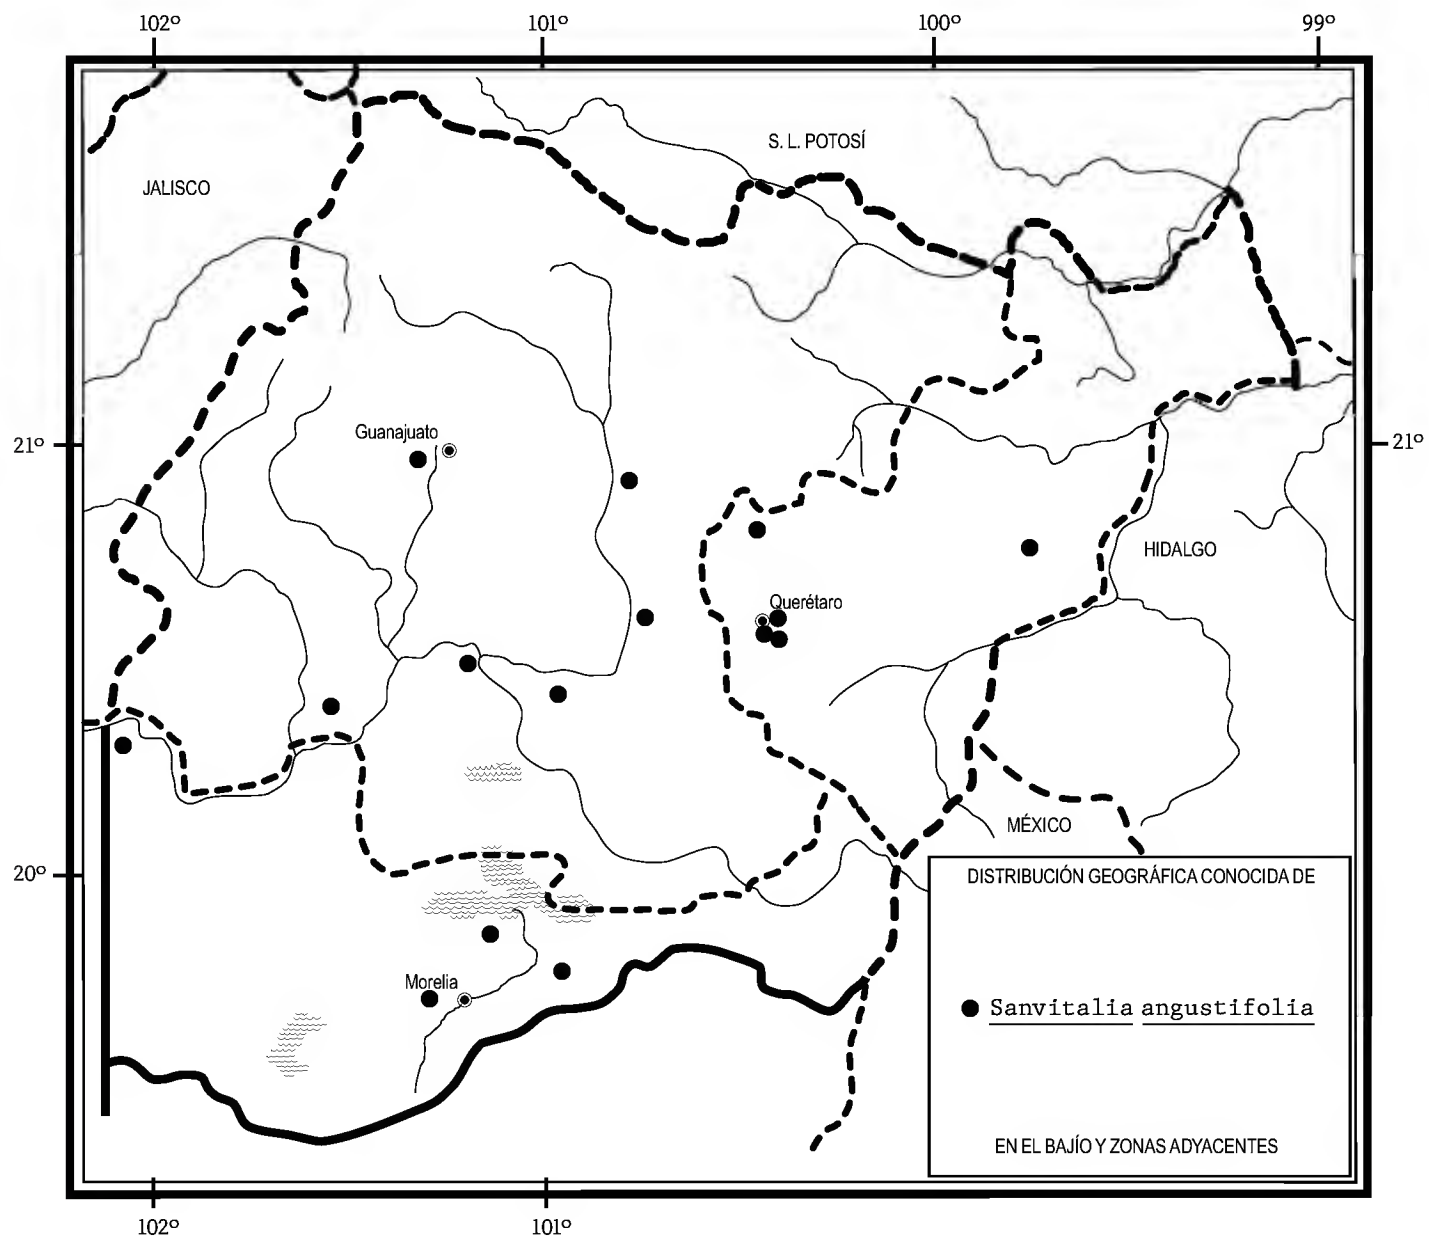 102º 101º 100º 99º
S. L. POTOSÍ
JALISCO
Guanajuato
21º 21º
HIDALGO
Querétaro
MÉXICO
20º
DISTRIBUCIÓN GEOGRÁFICA CONOCIDA DE
Morelia
Sanvitalia angustifolia
EN EL BAJÍO Y ZONAS ADYACENTES
102º 101º